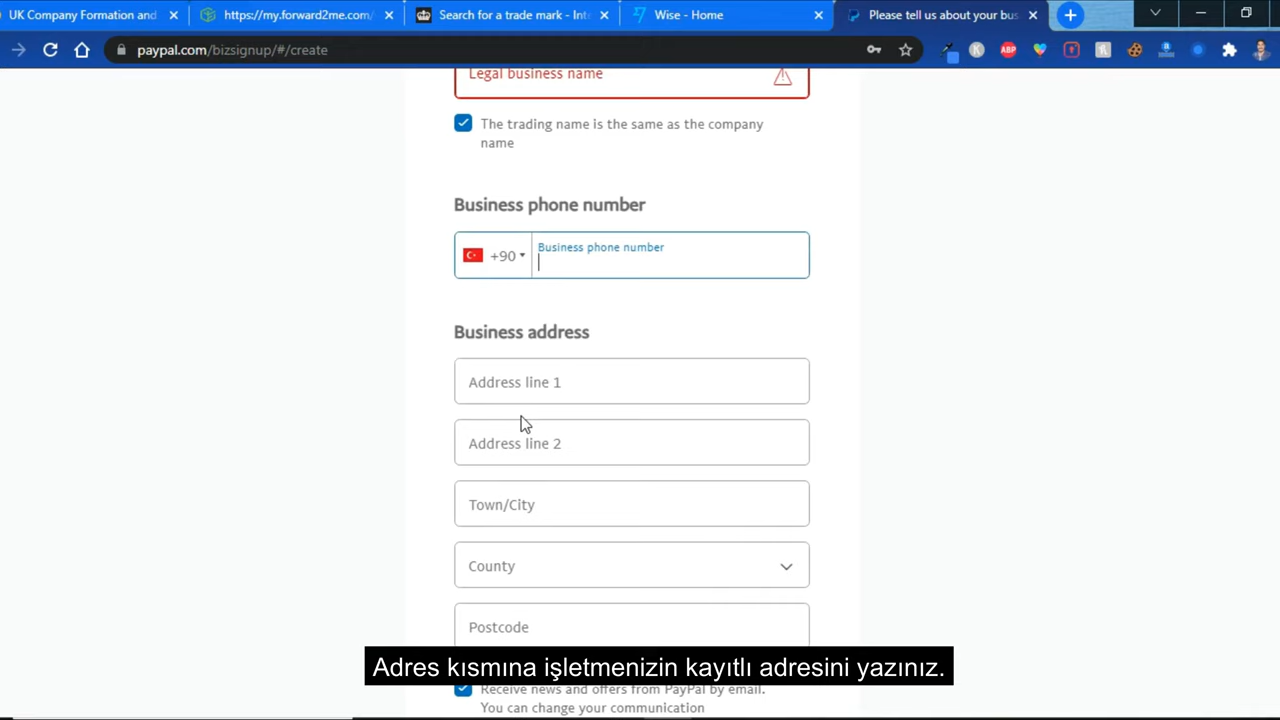 UK Company Formation and
https://my.forward2me.com/
Search for a trade mark - Inte
Wise - Home
Please tell us about your bus
paypal.com/bizsignup/#/create
ABP
Legal business name
The trading name is the same as the company
name
Business phone number
+90
Business phone number
Business address
Address line 1
Address line 2
Town/City
County
Postcode
Adres kısmına işletmenizin kayıtlı adresini yazınız.
Receive news and offers from PayPal by email.
You can change your communication